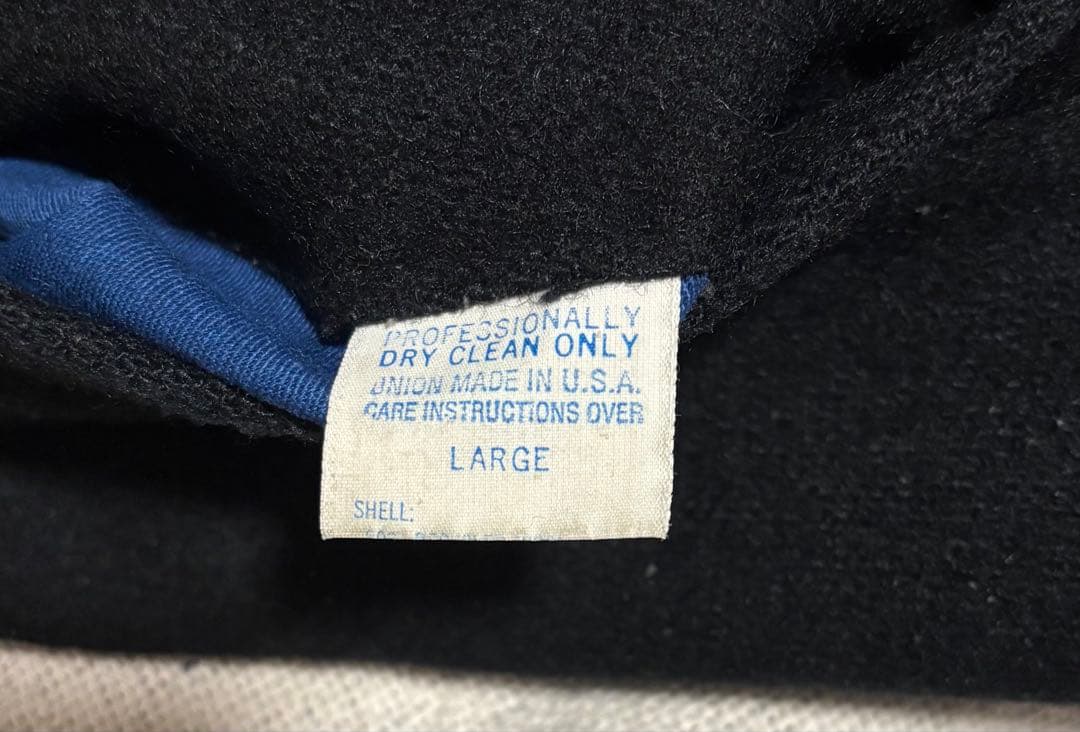 PROFESSIONALLY
DRY CLEAN ONLY
UNION MADE IN U.S.A.
CARE INSTRUCTIONS OVER
LARGE
SHELL: